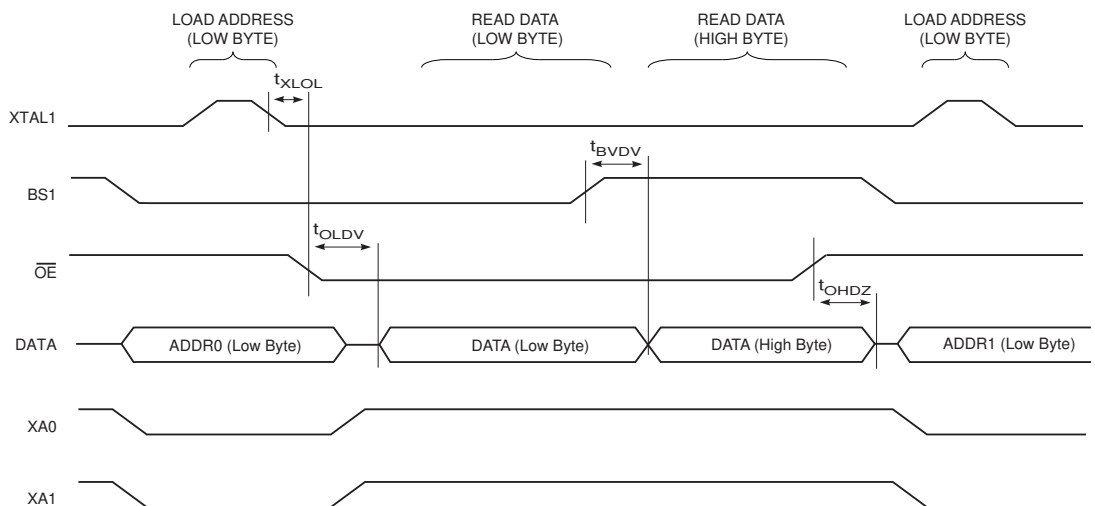 LOAD ADDRESS
(LOW BYTE)
READ DATA
(LOW BYTE)
READ DATA
(HIGH BYTE)
LOAD ADDRESS
(LOW BYTE)
tXLOL
XTAL1
tBVDV
BS1
tOLDV
OE
tOHDZ
DATA
ADDR0 (Low Byte)
DATA (Low Byte)
DATA (High Byte)
ADDR1 (Low Byte)
XA0
XA1